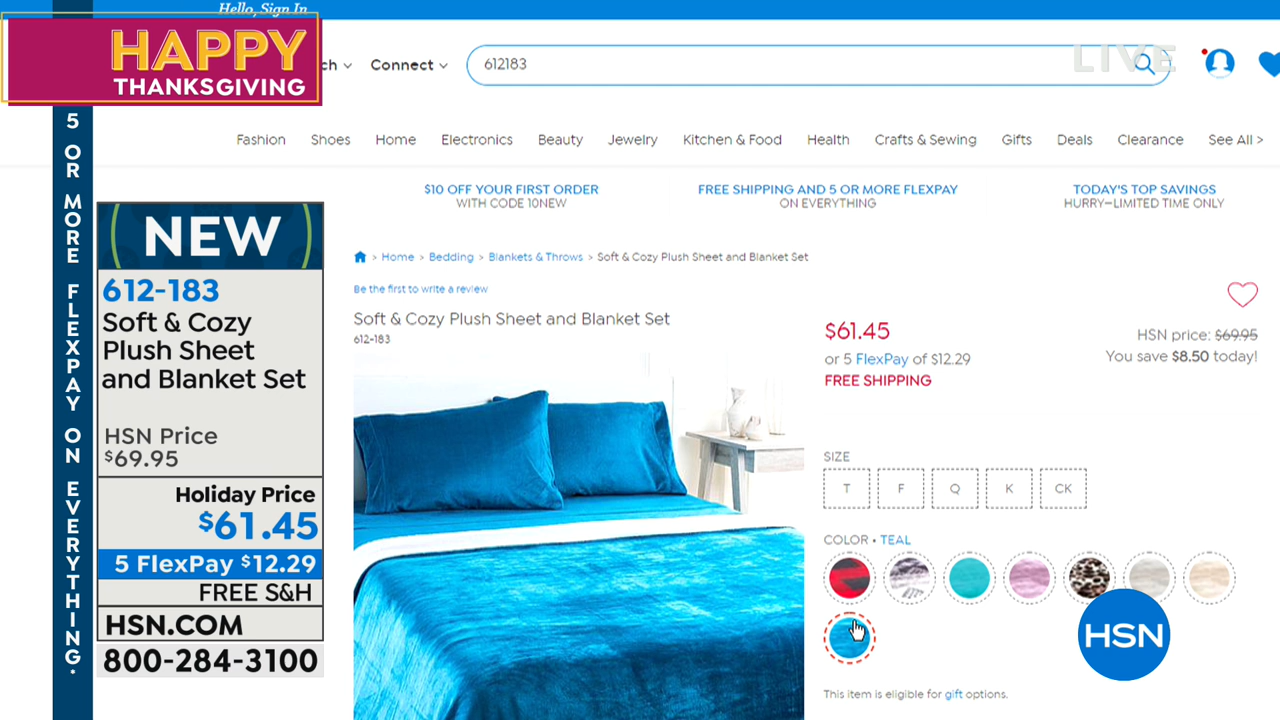 Hello, Sign In
HAPPY
THANKSGIVING
ch
Connect
612183
LIVE
Fashion
Shoes
Home
Electronics
Beauty
Jewelry
Kitchen & Food
Health
Crafts & Sewing
Gifts
Deals
Clearance
See All >
5 OR MORE FLEXPAY ON EVERYTHING.
$10 OFF YOUR FIRST ORDER
WITH CODE 10NEW
FREE SHIPPING AND 5 OR MORE FLEXPAY
ON EVERYTHING
TODAY'S TOP SAVINGS
HURRY—LIMITED TIME ONLY
NEW
612-183
Soft & Cozy
Plush Sheet
and Blanket Set
HSN Price
$69.95
Holiday Price
$61.45
5 FlexPay $12.29
FREE S&H
HSN.COM
800-284-3100
> Home > Bedding > Blankets & Throws > Soft & Cozy Plush Sheet and Blanket Set
Be the first to write a review
Soft & Cozy Plush Sheet and Blanket Set
612-183
$61.45
or 5 FlexPay of $12.29
FREE SHIPPING
HSN price: $69.95
You save $8.50 today!
SIZE
T
F
Q
K
CK
COLOR • TEAL
HSN
This item is eligible for gift options.